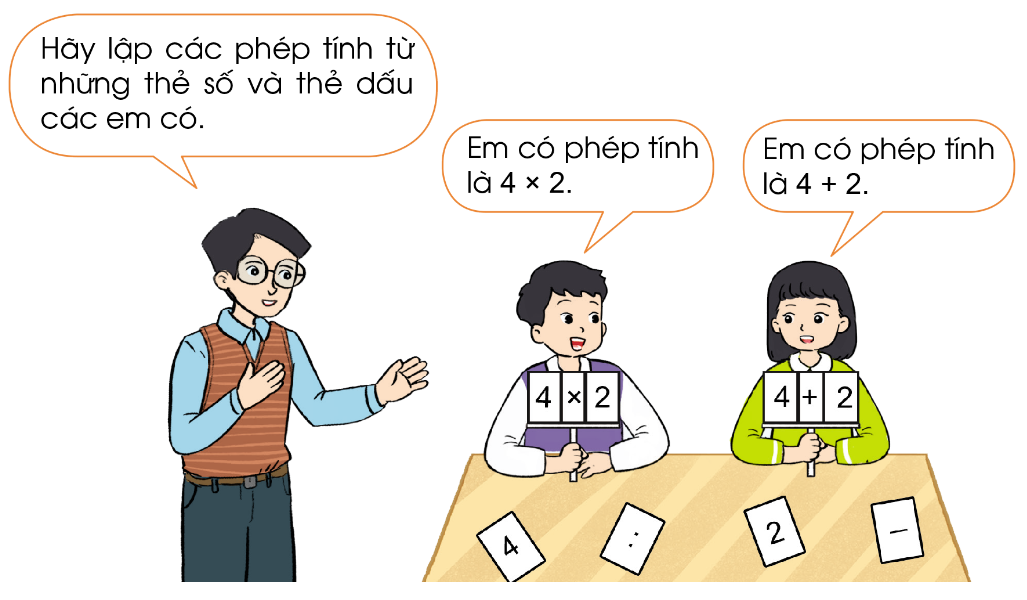 Hãy lập các phép tính từ
những thẻ số và thẻ dấu
các em có.
Em có phép tính
là 4 × 2.
Em có phép tính
là 4 + 2.
4 × 2
4 + 2
4 : 2 −